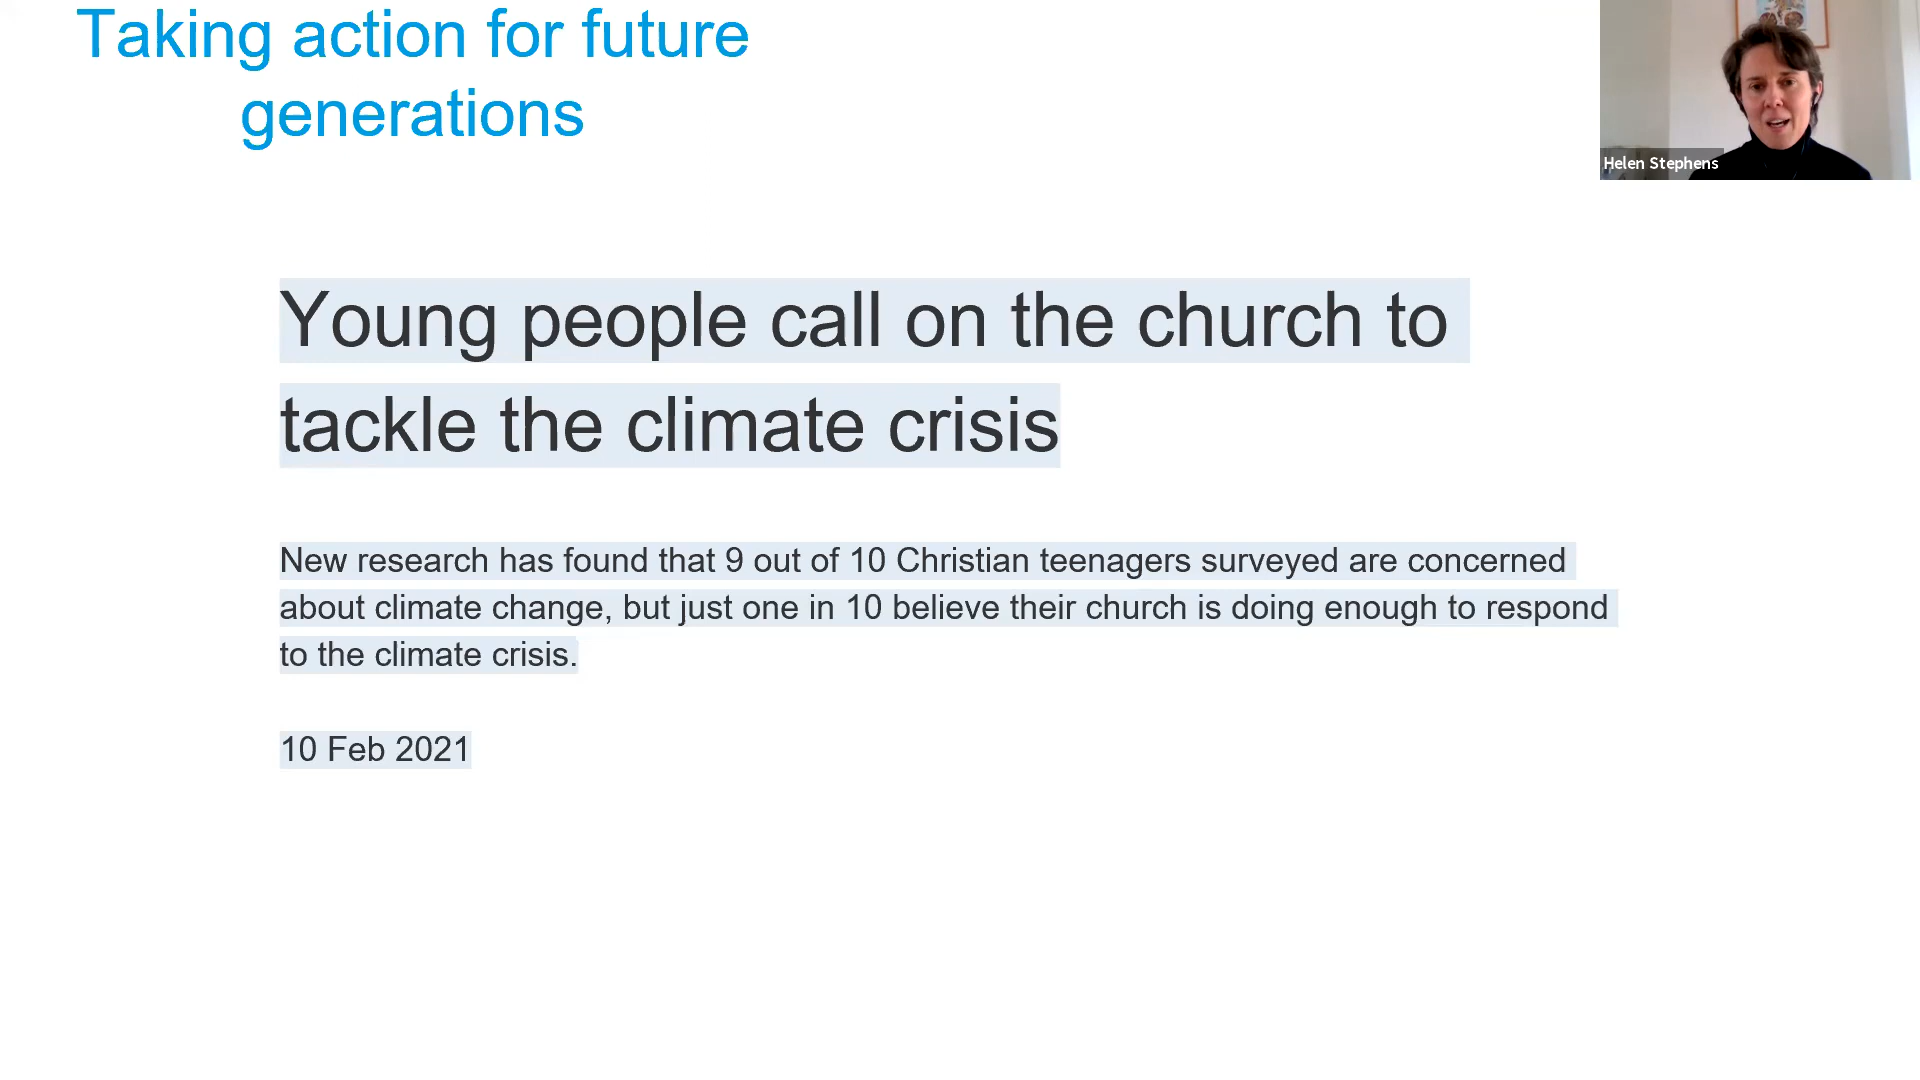 Taking action for future
generations
Helen Stephens
Young people call on the church to
tackle the climate crisis
New research has found that 9 out of 10 Christian teenagers surveyed are concerned
about climate change, but just one in 10 believe their church is doing enough to respond
to the climate crisis.
10 Feb 2021